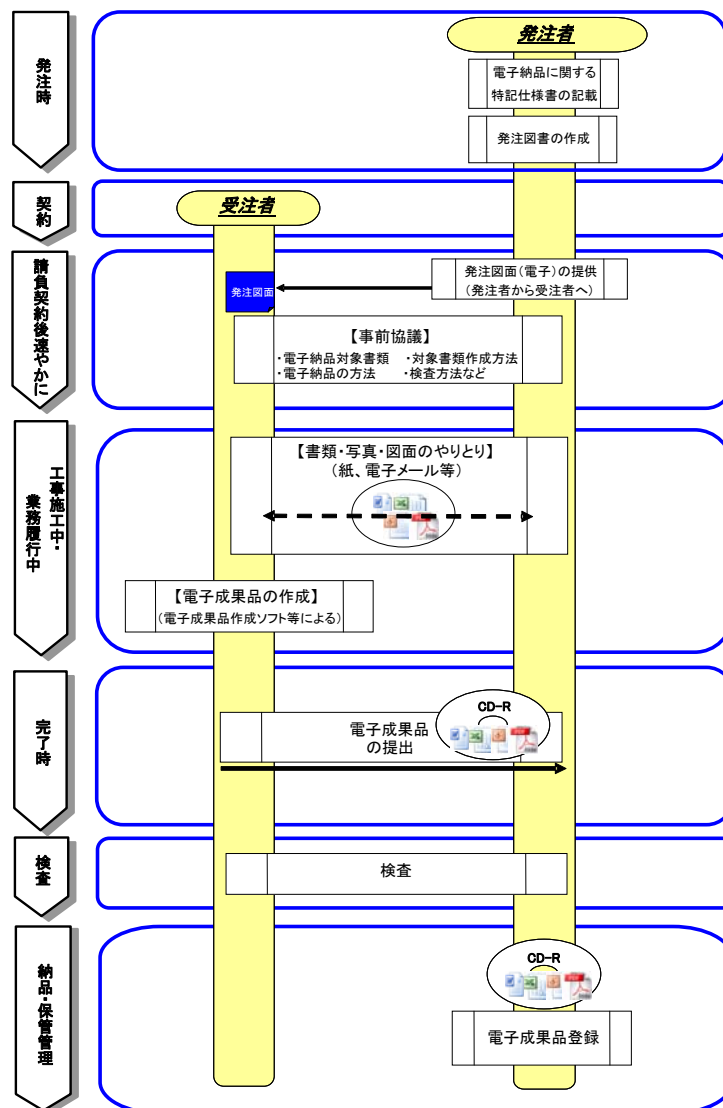 発注時
発注者
電子納品に関する
特記仕様書の記載
発注図書の作成
契約
受注者
請負契約後速やかに
発注図面(電子)の提供
(発注者から受注者へ)
発注図面
【事前協議】
・電子納品対象書類 ・対象書類作成方法
・電子納品の方法 ・検査方法など
工事施工中・
業務履行中
【書類・写真・図面のやりとり】
(紙、電子メール等)
【電子成果品の作成】
(電子成果品作成ソフト等による)
完了時
CD-R
電子成果品
の提出
検査
検査
納品・保管管理
CD-R
電子成果品登録